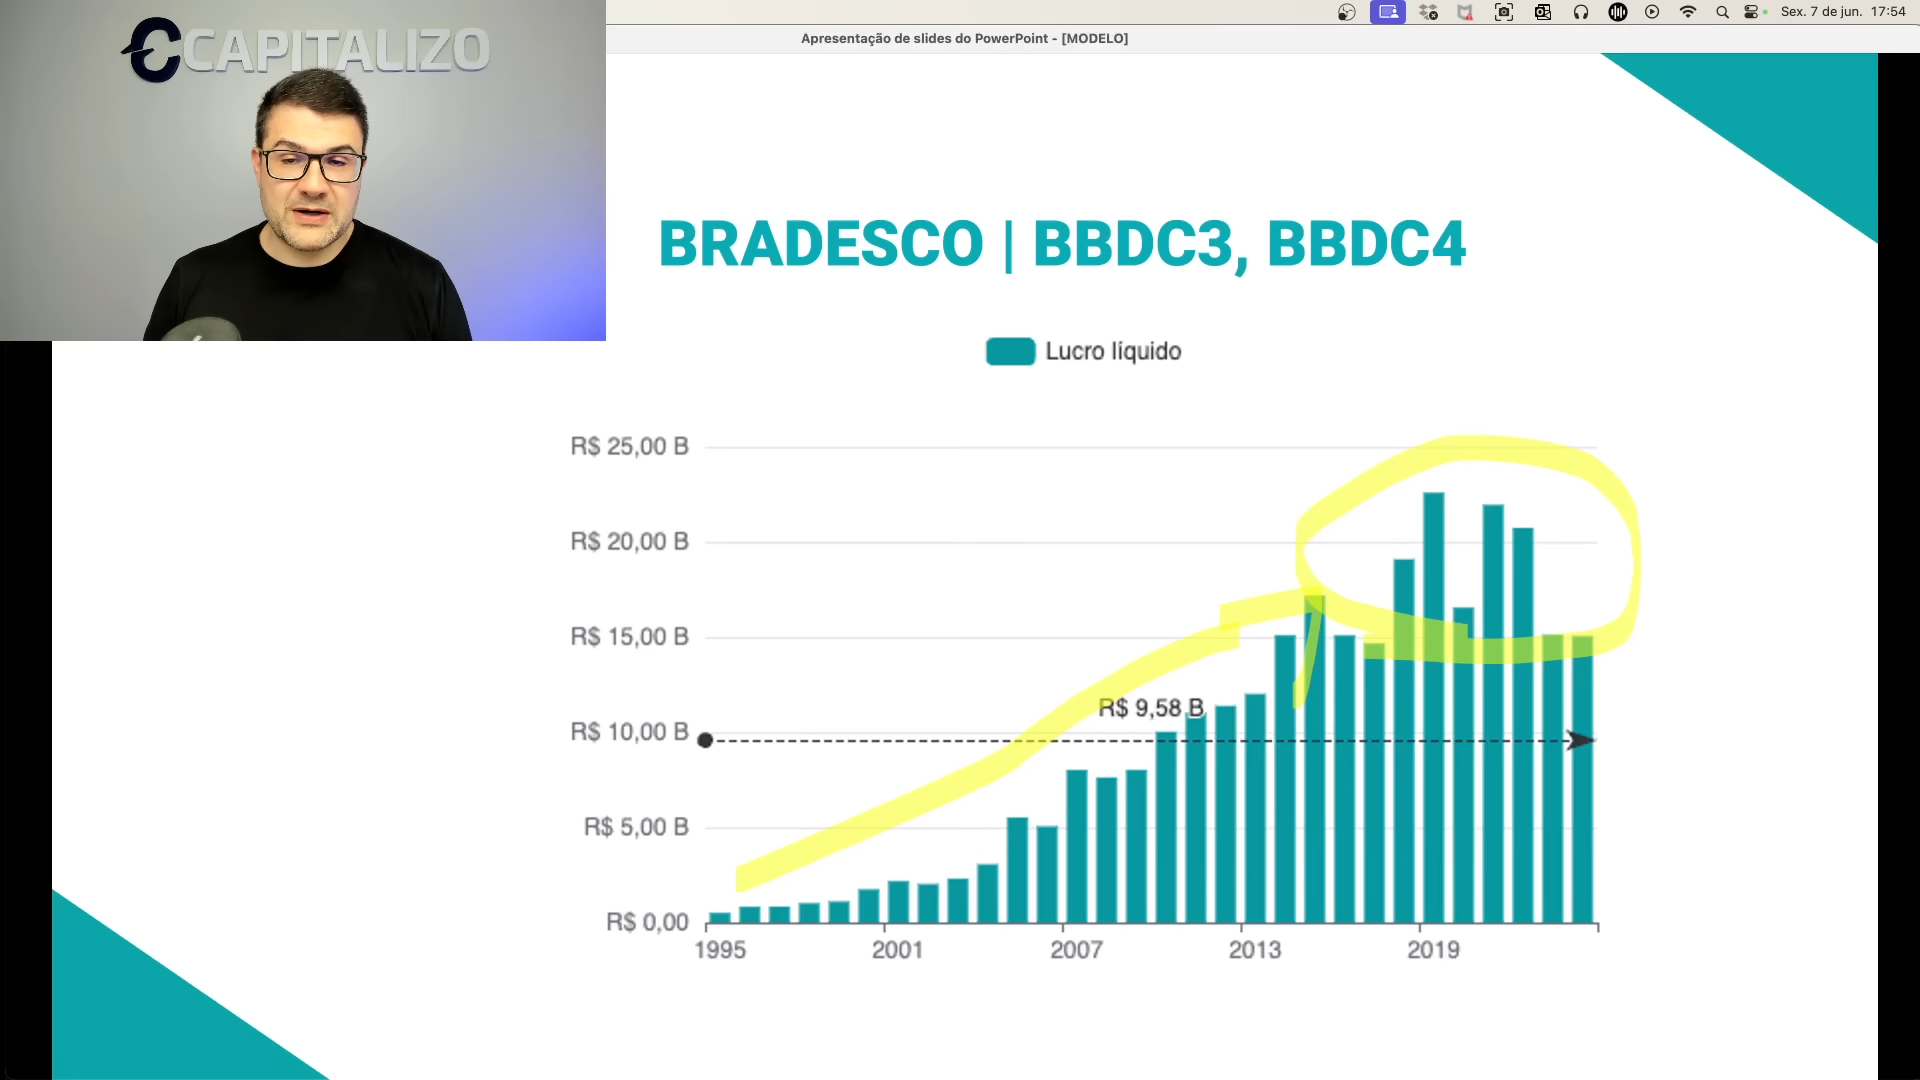 CAPITALIZO
Sex. 7 de jun. 17:54
Apresentação de slides do PowerPoint - [MODELO]
BRADESCO | BBDC3, BBDC4
Lucro líquido
R$ 25,00 B
R$ 20,00 B
R$ 15,00 B
R$ 9,58 B
R$ 10,00 B
R$ 5,00 B
R$ 0,00
1995 2001 2007 2013 2019